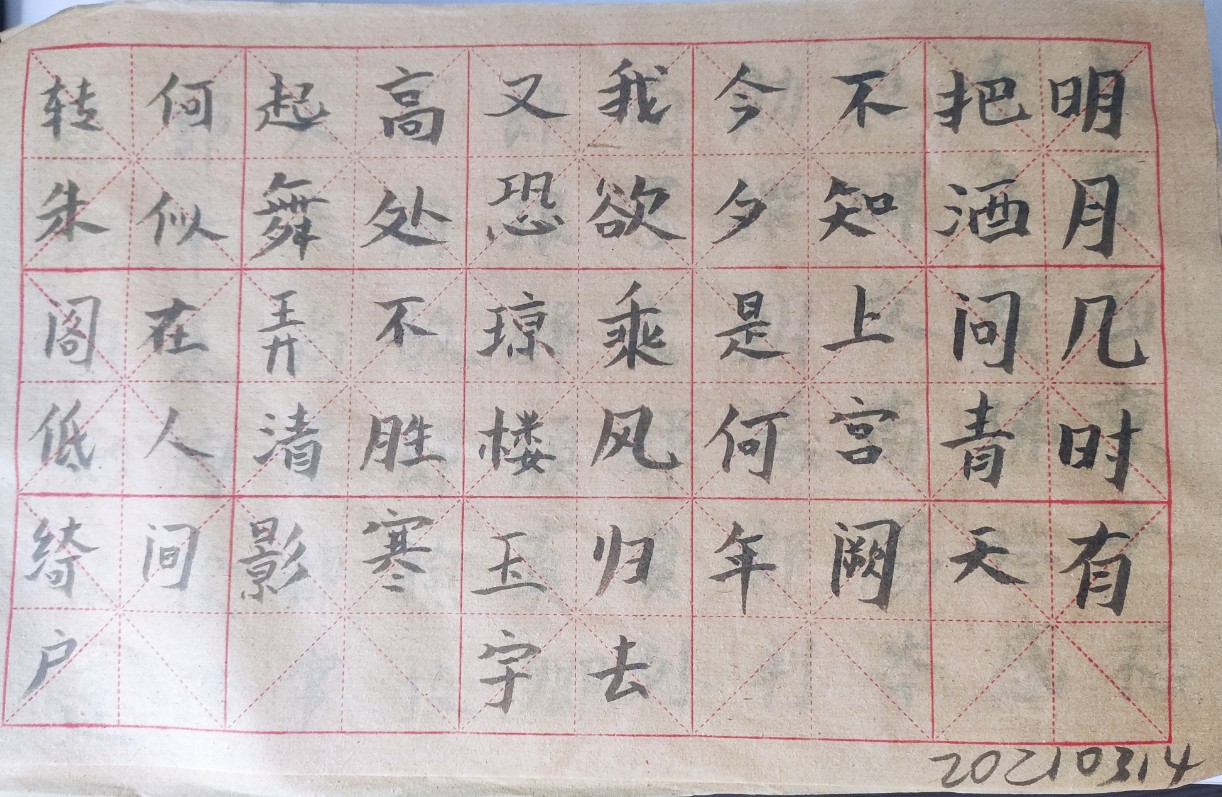 明月几时有
把酒问青天
不知上宫阙
今夕是何年
我欲乘风归去
又恐琼楼玉宇
高处不胜寒
起舞弄清影
何似在人间
转朱阁低绮户
20210314